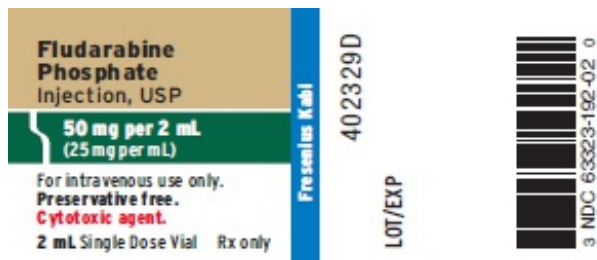 Fludarabine
Phosphate
Injection, USP
50 mg per 2 mL
(25 mg per mL)
For intravenous use only.
Preservative free.
Cytotoxic agent.
2 mL Single Dose Vial Rx only
Fresenius Kabi
402329D
LOT/EXP
3 NDC 63323-192-02 0